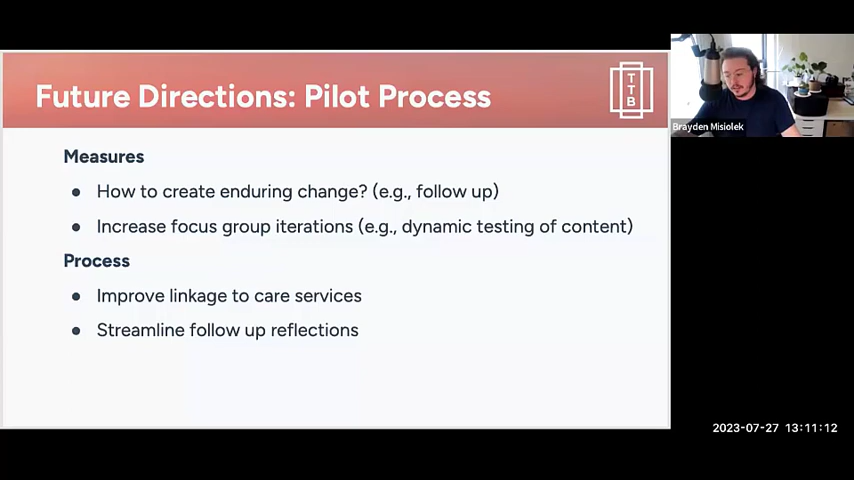 Future Directions: Pilot Process
TTB
Brayden Misiolek
Measures
● How to create enduring change? (e.g., follow up)
● Increase focus group iterations (e.g., dynamic testing of content)
Process
● Improve linkage to care services
● Streamline follow up reflections
2023-07-27 13:11:12